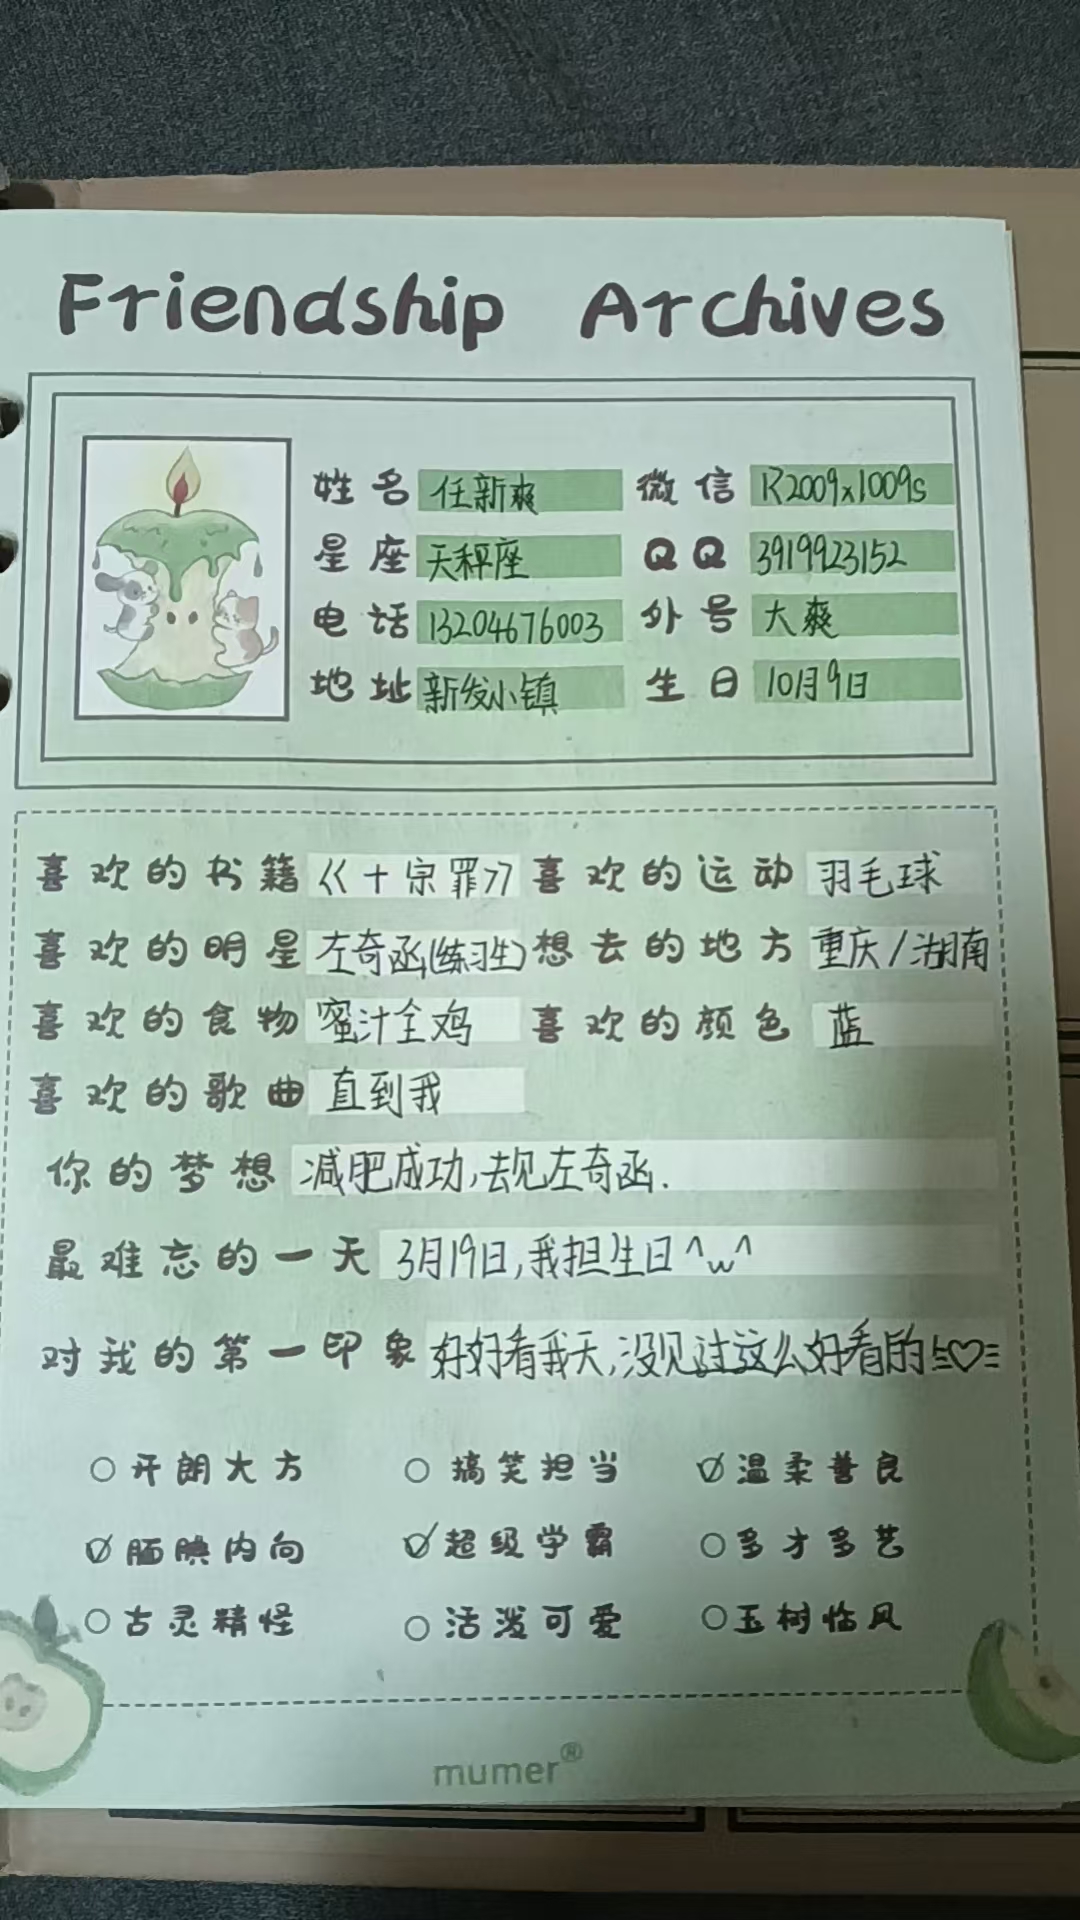 Friendship Archives
姓名 任新爽 微信 R2009x1009s
星座 天秤座 QQ 3919923152
电话 13204676003 外号 大爽
地址 新发小镇 生日 10月9日
喜欢的书籍 《十宗罪》 喜欢的运动 羽毛球
喜欢的明星 左奇函(练习生) 想去的地方 重庆/湖南
喜欢的食物 蜜汁全鸡 喜欢的颜色 蓝
喜欢的歌曲 直到我
你的梦想 减肥成功,去见左奇函.
最难忘的一天 3月19日,我担生日^w^
对我的第一印象 好好看我天,没见过这么好看的
开朗大方 搞笑担当 温柔善良
腼腆内向 超级学霸 多才多艺
古灵精怪 活泼可爱 玉树临风
mumer®